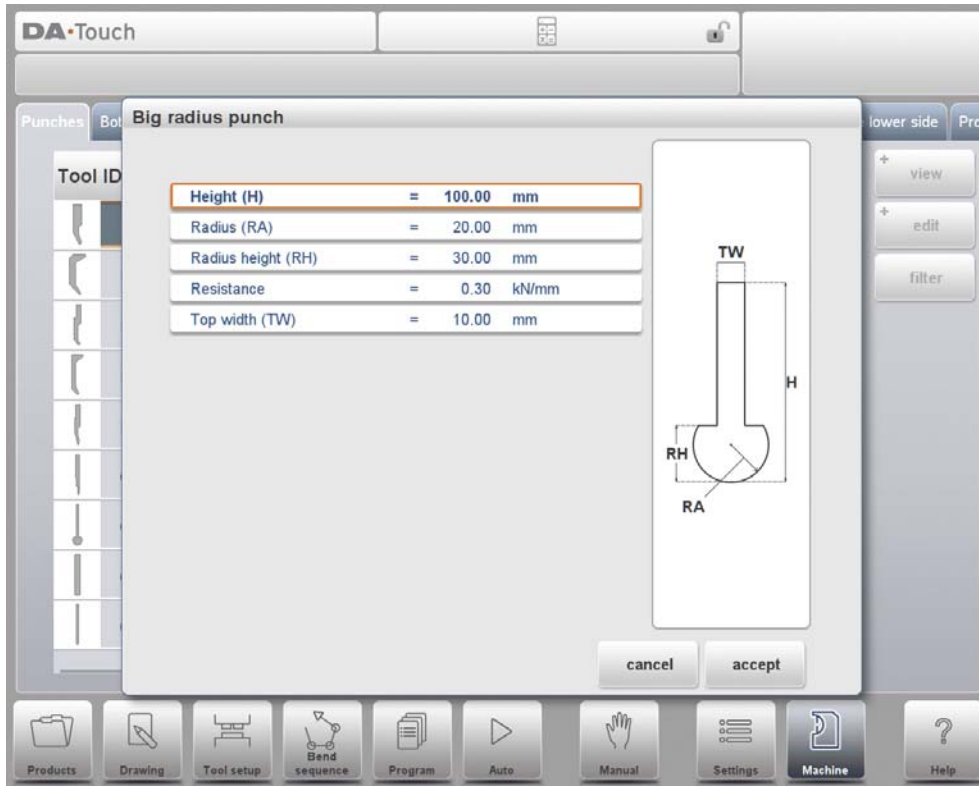 DA·Touch
Punches Bot lower side Pro
Big radius punch
Tool ID
view
edit
filter
Height (H) = 100.00 mm
Radius (RA) = 20.00 mm
Radius height (RH) = 30.00 mm
Resistance = 0.30 kN/mm
Top width (TW) = 10.00 mm
TW
H
RH
RA
cancel accept
Products Drawing Tool setup Bend sequence Program Auto Manual Settings Machine Help